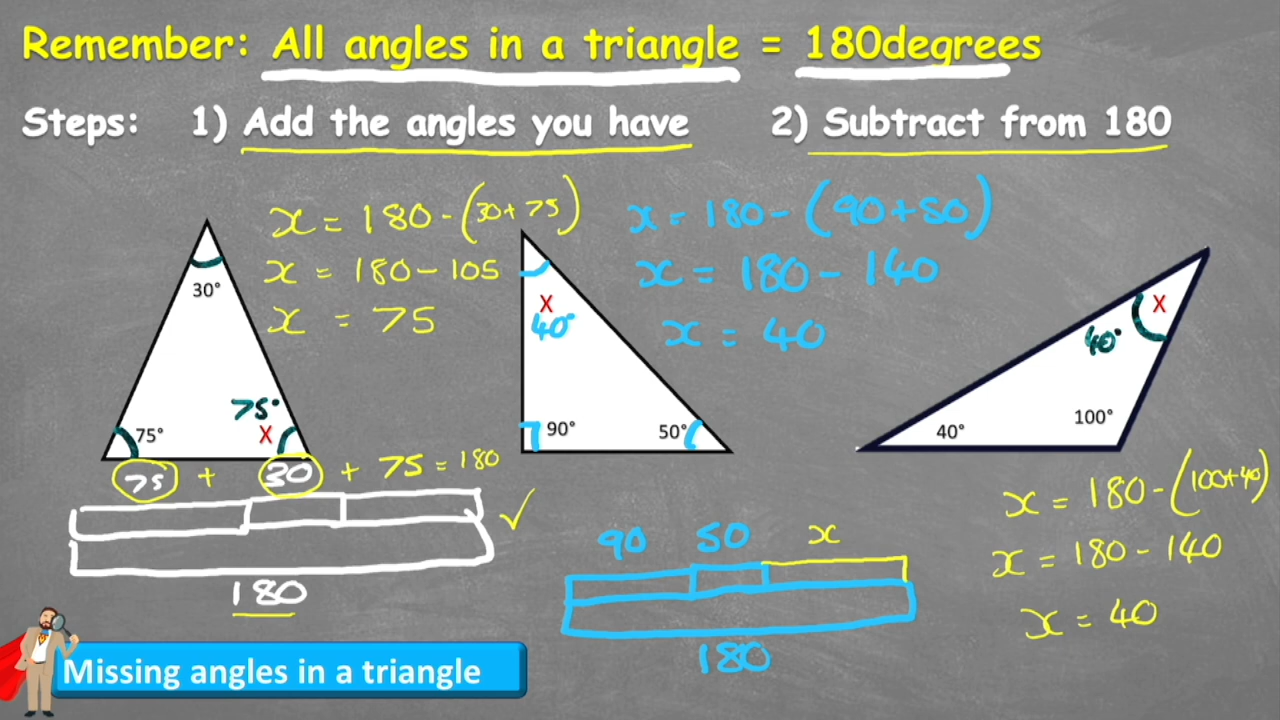 Remember: All angles in a triangle = 180degrees
Steps: 1) Add the angles you have 2) Subtract from 180
x = 180 - (30+75)
x = 180 - 105
x = 75
30°
75°
75°
X
75 + 30 + 75 = 180
180
x = 180 - (90+50)
x = 180 - 140
x = 40
X
40°
90°
50°
90 50 x
180
X
40°
40°
100°
x = 180 - (100+40)
x = 180 - 140
x = 40
Missing angles in a triangle